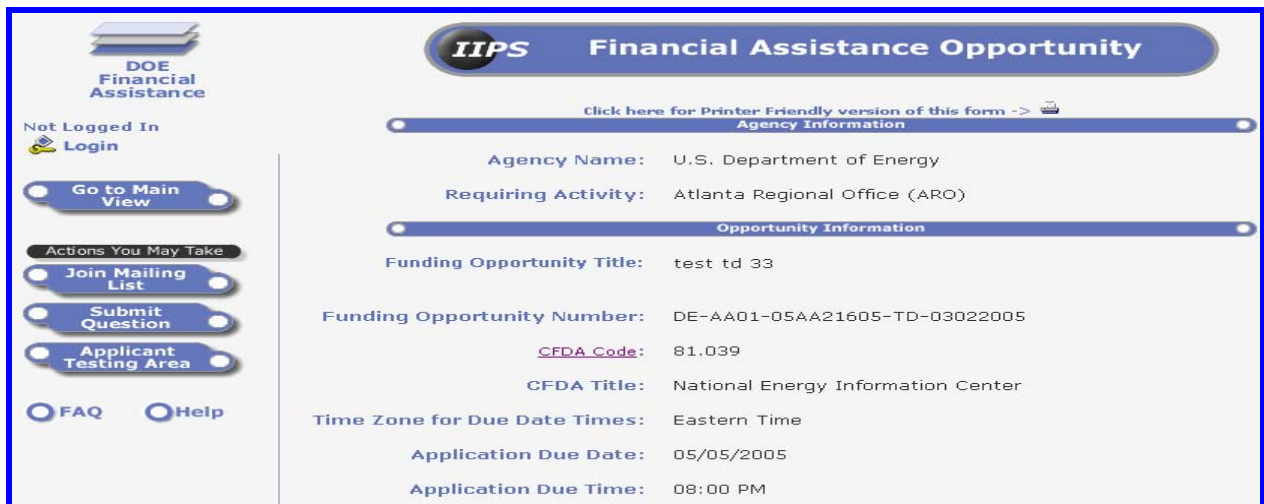 DOE
Financial
Assistance
Not Logged In
Login
Go to Main
View
Actions You May Take
Join Mailing
List
Submit
Question
Applicant
Testing Area
FAQ
Help
IIPS Financial Assistance Opportunity
Click here for Printer Friendly version of this form ->
Agency Information
Agency Name: U.S. Department of Energy
Requiring Activity: Atlanta Regional Office (ARO)
Opportunity Information
Funding Opportunity Title: test td 33
Funding Opportunity Number: DE-AA01-05AA21605-TD-03022005
CFDA Code: 81.039
CFDA Title: National Energy Information Center
Time Zone for Due Date Times: Eastern Time
Application Due Date: 05/05/2005
Application Due Time: 08:00 PM